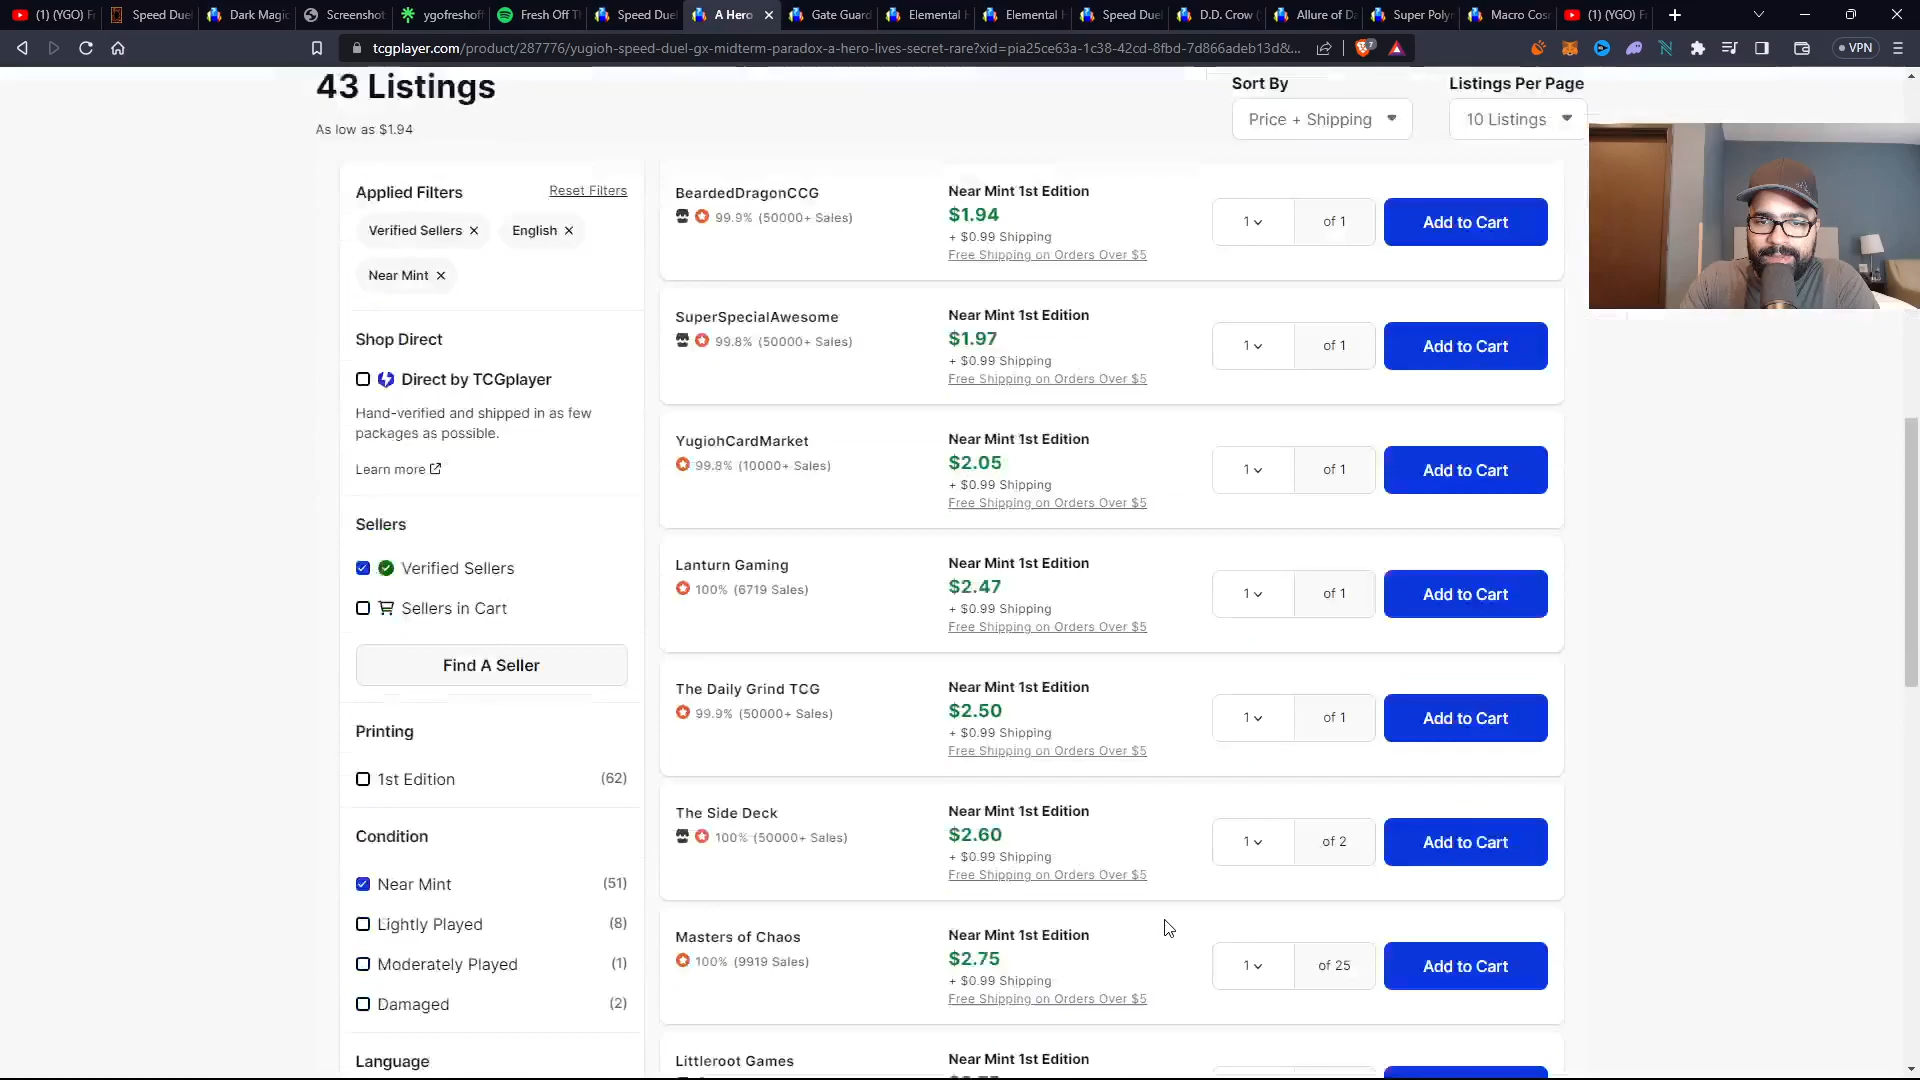 (1) (YGO) F
Speed Due
Dark Magic
Screenshot
ygofreshoff
Fresh Off T
Speed Due
A Hero
Gate Guard
Elemental H
Elemental H
Speed Due
D.D. Crow
Allure of Da
Super Poly
Macro Cos
(1) (YGO) F
tcgplayer.com/product/287776/yugioh-speed-duel-gx-midterm-paradox-a-hero-lives-secret-rare?xid=pia25ce63a-1c38-42cd-8fbd-7d866adeb13d&...
VPN
43 Listings
As low as $1.94
Sort By
Price + Shipping
Listings Per Page
10 Listings
Applied Filters
Reset Filters
Verified Sellers
English
Near Mint
Shop Direct
Direct by TCGplayer
Hand-verified and shipped in as few
packages as possible.
Learn more
Sellers
Verified Sellers
Sellers in Cart
Find A Seller
Printing
1st Edition (62)
Condition
Near Mint (51)
Lightly Played (8)
Moderately Played (1)
Damaged (2)
Language
BeardedDragonCCG
99.9% (50000+ Sales)
Near Mint 1st Edition
$1.94
+ $0.99 Shipping
Free Shipping on Orders Over $5
1 of 1 Add to Cart
SuperSpecialAwesome
99.8% (50000+ Sales)
Near Mint 1st Edition
$1.97
+ $0.99 Shipping
Free Shipping on Orders Over $5
1 of 1 Add to Cart
YugiohCardMarket
99.8% (10000+ Sales)
Near Mint 1st Edition
$2.05
+ $0.99 Shipping
Free Shipping on Orders Over $5
1 of 1 Add to Cart
Lanturn Gaming
100% (6719 Sales)
Near Mint 1st Edition
$2.47
+ $0.99 Shipping
Free Shipping on Orders Over $5
1 of 1 Add to Cart
The Daily Grind TCG
99.9% (50000+ Sales)
Near Mint 1st Edition
$2.50
+ $0.99 Shipping
Free Shipping on Orders Over $5
1 of 1 Add to Cart
The Side Deck
100% (50000+ Sales)
Near Mint 1st Edition
$2.60
+ $0.99 Shipping
Free Shipping on Orders Over $5
1 of 2 Add to Cart
Masters of Chaos
100% (9919 Sales)
Near Mint 1st Edition
$2.75
+ $0.99 Shipping
Free Shipping on Orders Over $5
1 of 25 Add to Cart
Littleroot Games
Near Mint 1st Edition